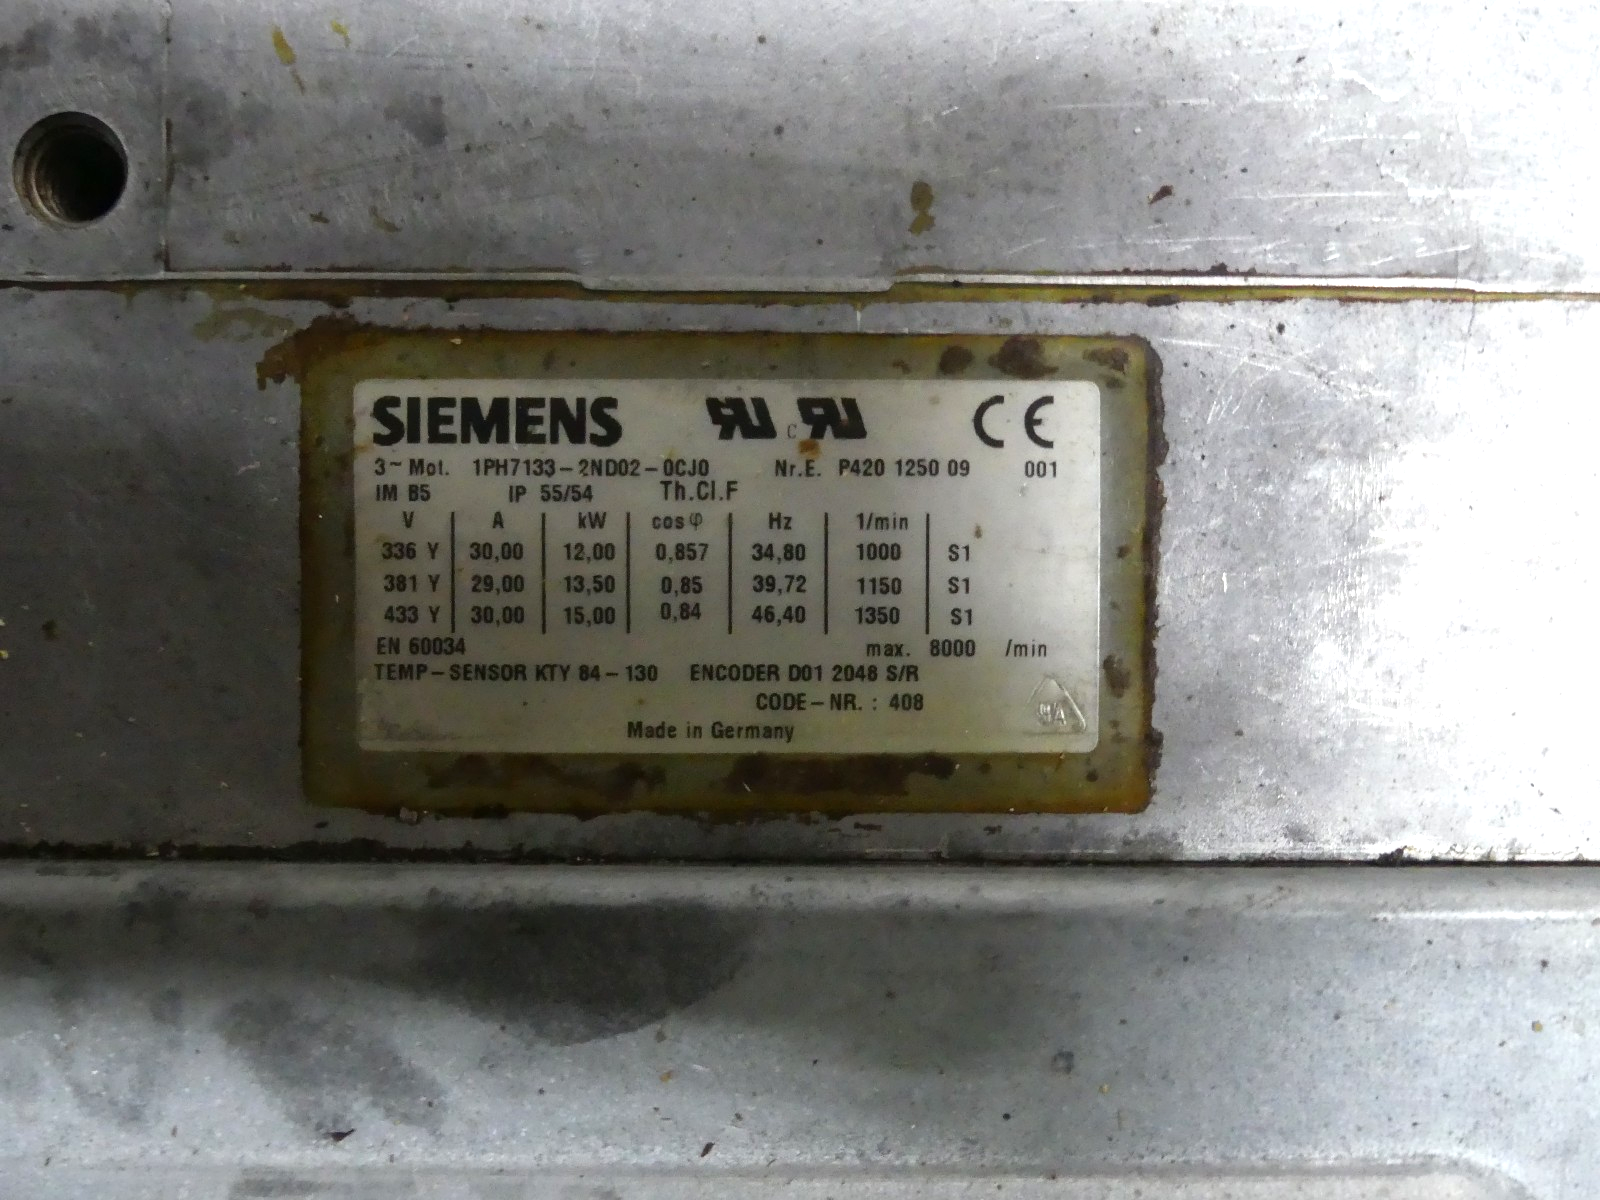 SIEMENS c CE
3~Mot. 1PH7133-2ND02-0CJ0 Nr.E. P420 1250 09 001
IM B5 IP 55/54 Th.Cl.F
V A kW cos φ Hz 1/min
336 Y 30,00 12,00 0,857 34,80 1000 S1
381 Y 29,00 13,50 0,85 39,72 1150 S1
433 Y 30,00 15,00 0,84 46,40 1350 S1
EN 60034 max. 8000 /min
TEMP-SENSOR KTY 84-130 ENCODER D01 2048 S/R
CODE-NR. : 408
Made in Germany